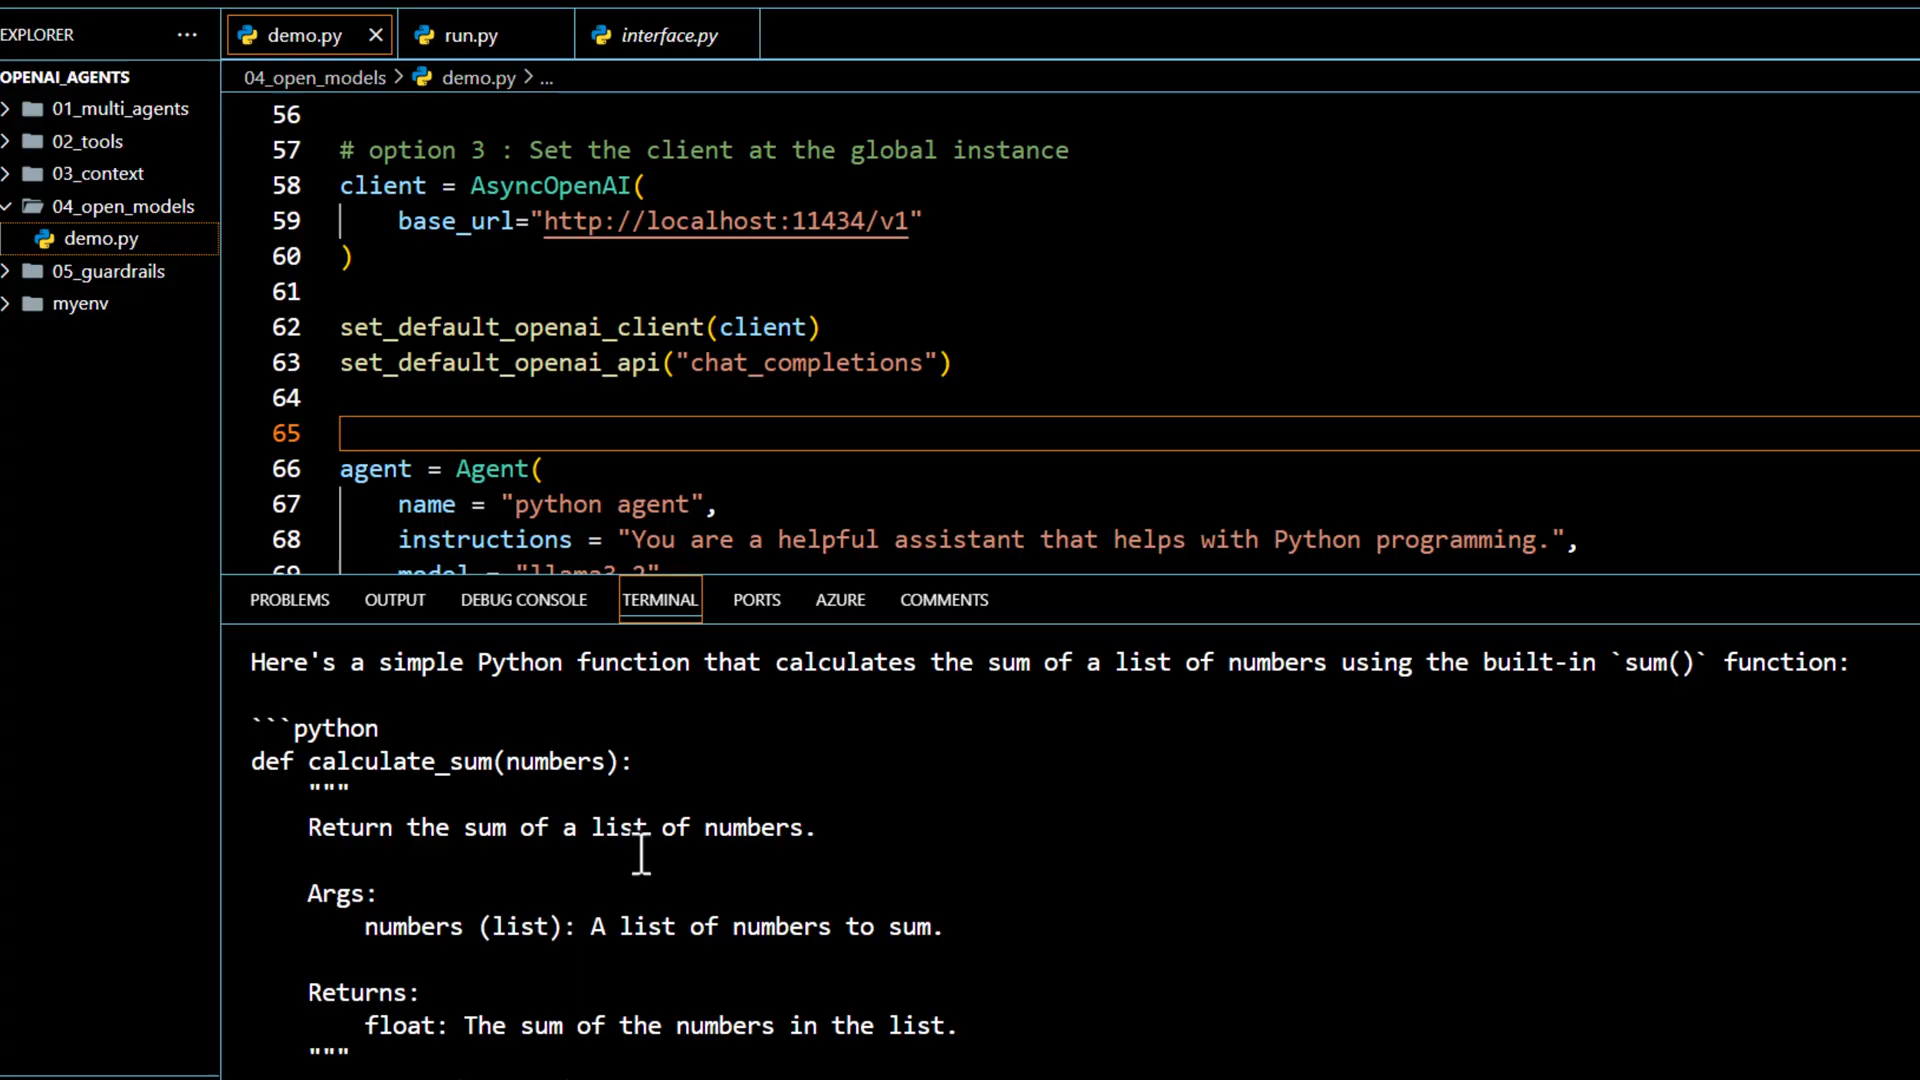 EXPLORER
...
demo.py
run.py
interface.py
OPENAI_AGENTS
01_multi_agents
02_tools
03_context
04_open_models
demo.py
05_guardrails
myenv
04_open_models > demo.py > ...
56
57 # option 3 : Set the client at the global instance
58 client = AsyncOpenAI(
59     base_url="http://localhost:11434/v1"
60 )
61
62 set_default_openai_client(client)
63 set_default_openai_api("chat_completions")
64
65
66 agent = Agent(
67     name = "python agent",
68     instructions = "You are a helpful assistant that helps with Python programming.",
69     model = "llama3.2"
PROBLEMS OUTPUT DEBUG CONSOLE TERMINAL PORTS AZURE COMMENTS
Here's a simple Python function that calculates the sum of a list of numbers using the built-in `sum()` function:
```python
def calculate_sum(numbers):
    """
    Return the sum of a list of numbers.
    Args:
        numbers (list): A list of numbers to sum.
    Returns:
        float: The sum of the numbers in the list.
    """